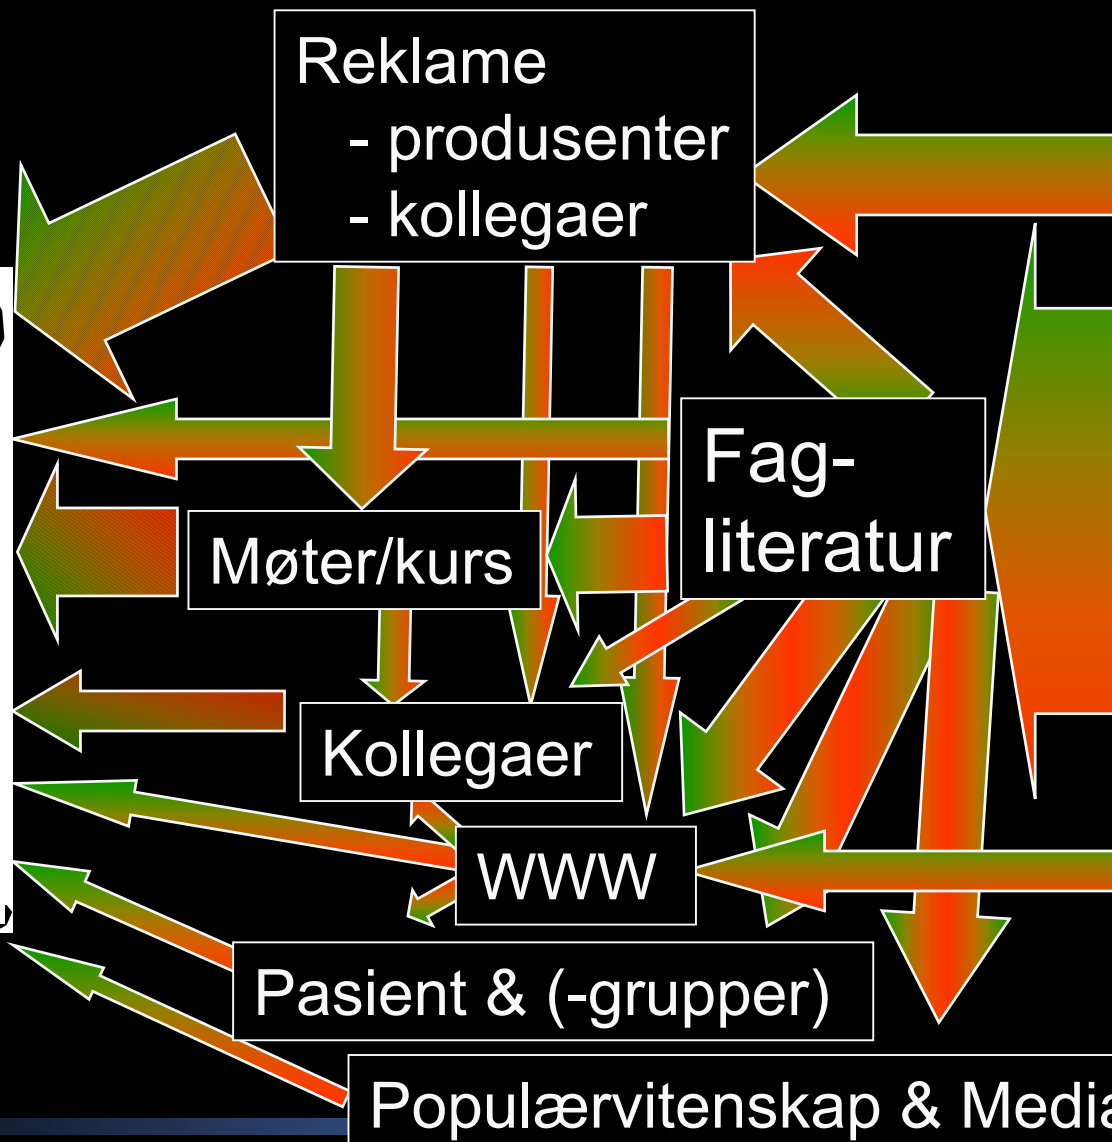 Reklame
- produsenter
- kollegaer
Fag-
literatur
Møter/kurs
Kollegaer
WWW
Pasient & (-grupper)
Populærvitenskap & Media